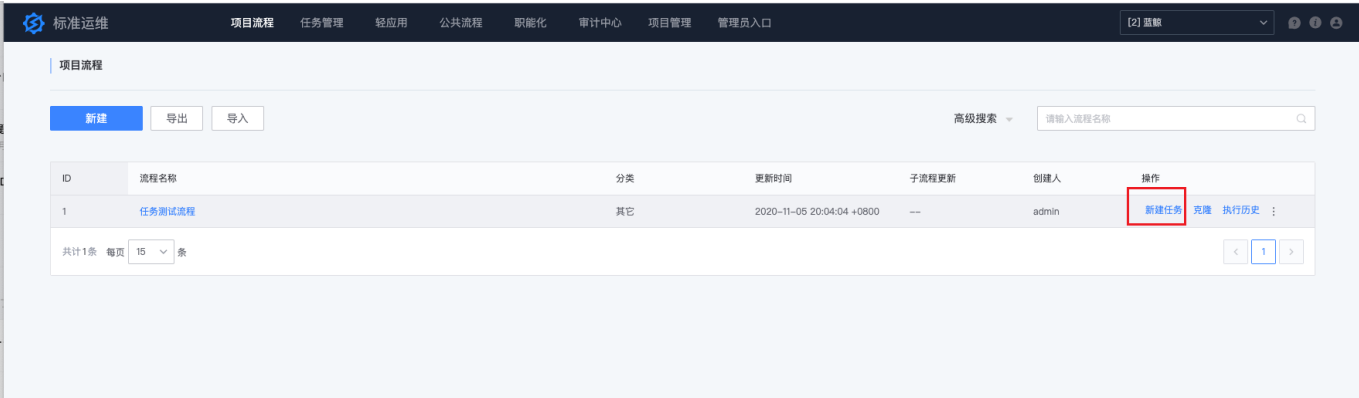 标准运维 项目流程 任务管理 轻应用 公共流程 职能化 审计中心 项目管理 管理员入口 [2] 蓝鲸
项目流程
新建 导出 导入 高级搜索 请输入流程名称
ID 流程名称 分类 更新时间 子流程更新 创建人 操作
1 任务测试流程 其它 2020-11-05 20:04:04 +0800 -- admin 新建任务 克隆 执行历史
共计1条 每页 15 条 1